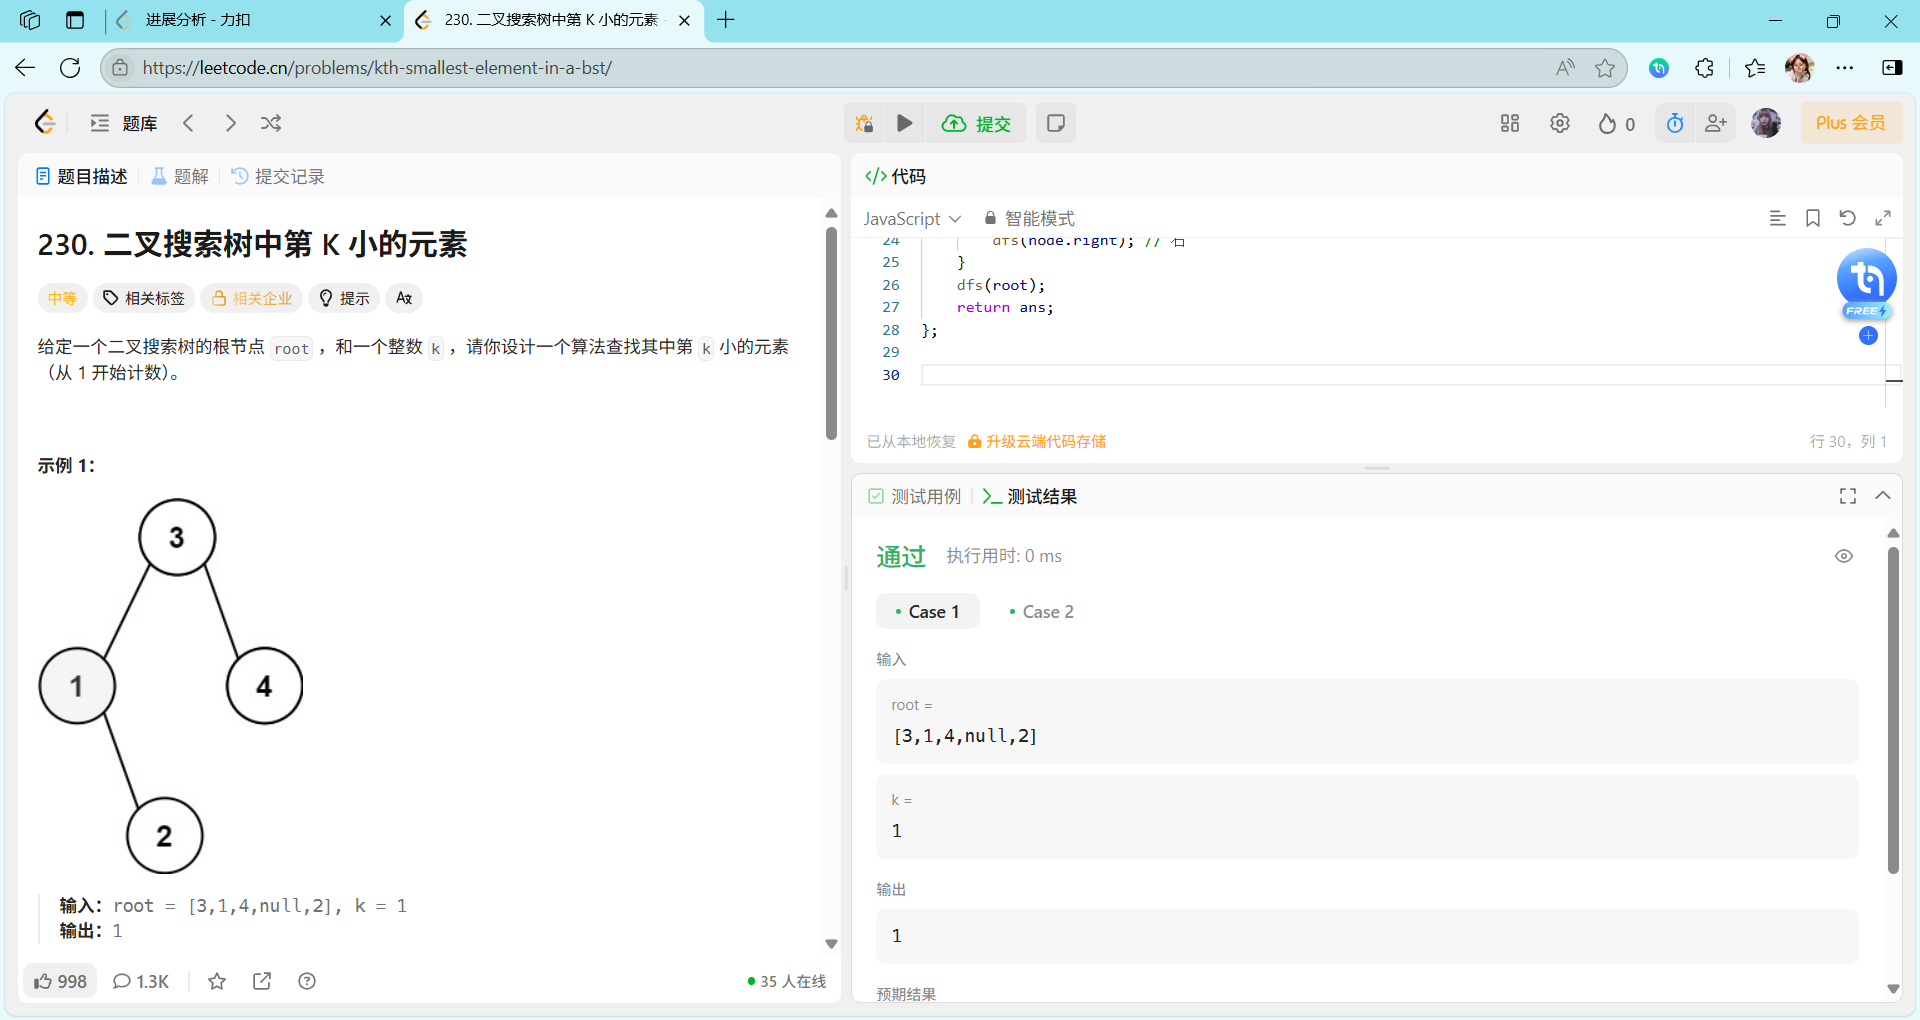 进展分析 - 力扣
230. 二叉搜索树中第 K 小的元素 -
https://leetcode.cn/problems/kth-smallest-element-in-a-bst/
题库
提交
0
Plus 会员
题目描述
题解
提交记录
230. 二叉搜索树中第 K 小的元素
中等
相关标签
相关企业
提示
给定一个二叉搜索树的根节点 root ，和一个整数 k ，请你设计一个算法查找其中第 k 小的元素
（从 1 开始计数）。
示例 1：
3
1
4
2
输入：root = [3,1,4,null,2], k = 1
输出：1
998
1.3K
35 人在线
</> 代码
JavaScript
智能模式
24 dfs(node.right); // 右
25 }
26 dfs(root);
27 return ans;
28 };
29
30
FREE
已从本地恢复
升级云端代码存储
行 30，列 1
测试用例
测试结果
通过
执行用时: 0 ms
Case 1
Case 2
输入
root =
[3,1,4,null,2]
k =
1
输出
1
预期结果